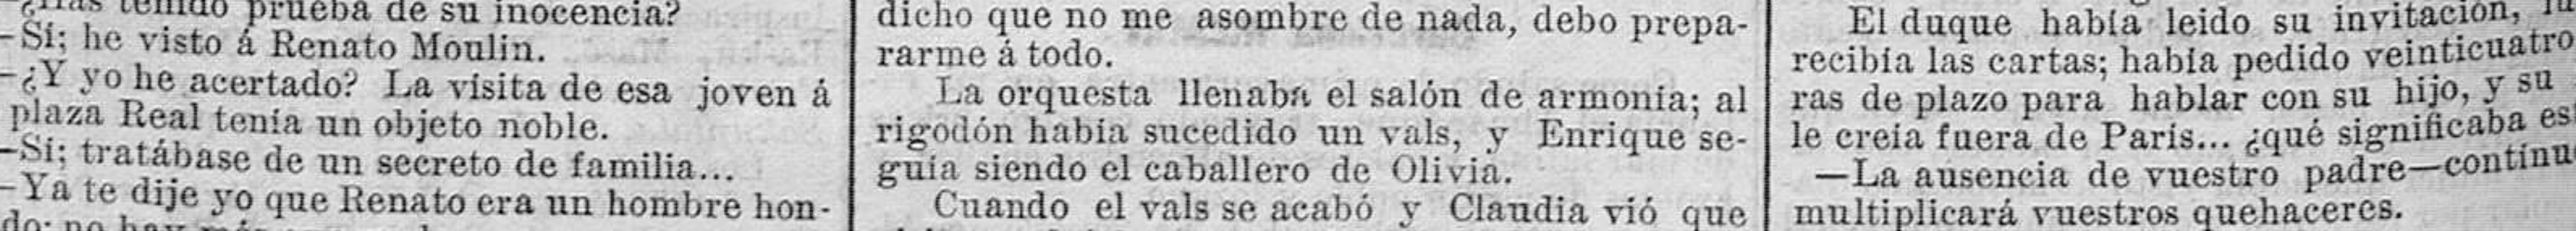 tenido prueba de su inocencia?
-Sí; he visto á Renato Moulin.
-¿Y yo he acertado? La visita de esa joven á
plaza Real tenía un objeto noble.
-Sí; tratábase de un secreto de familia...
-Ya te dije yo que Renato era un hombre hon-
dicho que no me asombre de nada, debo prepa-
rarme á todo.
La orquesta llenaba el salón de armonía; al
rigodón había sucedido un vals, y Enrique se-
guía siendo el caballero de Olivia.
Cuando el vals se acabó y Claudia vió que
El duque había leido su invitación,
recibía las cartas; había pedido veinticuatro
ras de plazo para hablar con su hijo, y su
le creía fuera de París... ¿qué significaba es
—La ausencia de vuestro padre—continu
multiplicará vuestros quehaceres.